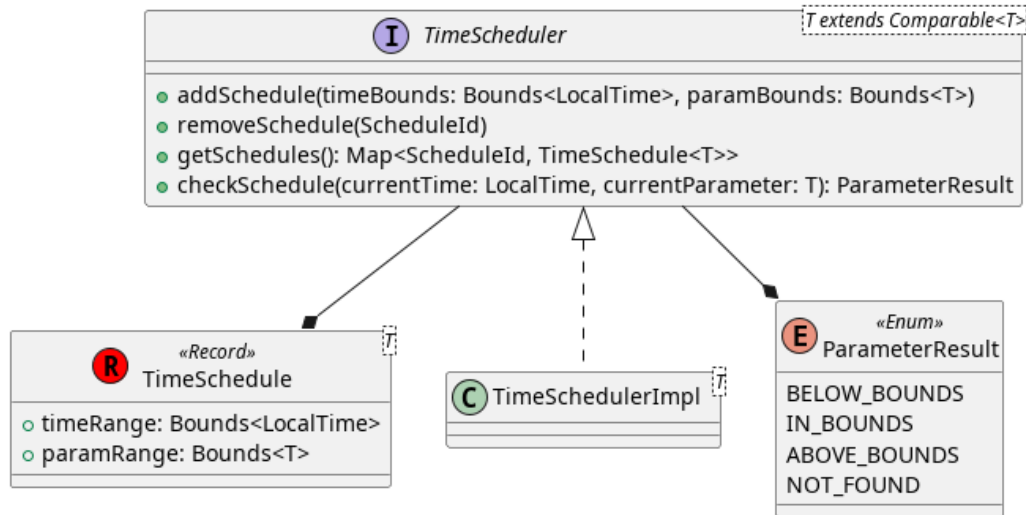 T extends Comparable<T>
I TimeScheduler
addSchedule(timeBounds: Bounds<LocalTime>, paramBounds: Bounds<T>)
removeSchedule(ScheduleId)
getSchedules(): Map<ScheduleId, TimeSchedule<T>>
checkSchedule(currentTime: LocalTime, currentParameter: T): ParameterResult
T
R «Record»
TimeSchedule
timeRange: Bounds<LocalTime>
paramRange: Bounds<T>
T
C TimeSchedulerImpl
E «Enum»
ParameterResult
BELOW_BOUNDS
IN_BOUNDS
ABOVE_BOUNDS
NOT_FOUND